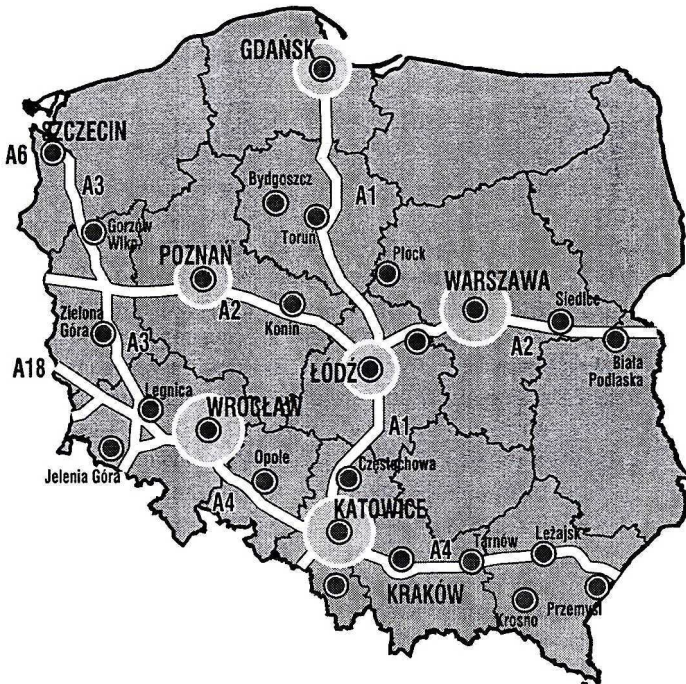 GDAŃSK
SZCZECIN
A6
A3
A1
Bydgoszcz
Toruń
Gorzów
Wlkp
POZNAŃ
Płock
WARSZAWA
Siedlce
A2
Konin
Zielona
Góra
A3
A2
Biała
Podlaska
A18
ŁÓDŹ
Legnica
WROCŁAW
A1
Jelenia Góra
Opole
Częstochowa
A4
KATOWICE
A4
Tarnów
Leżajsk
KRAKÓW
Krosno
Przemyśl